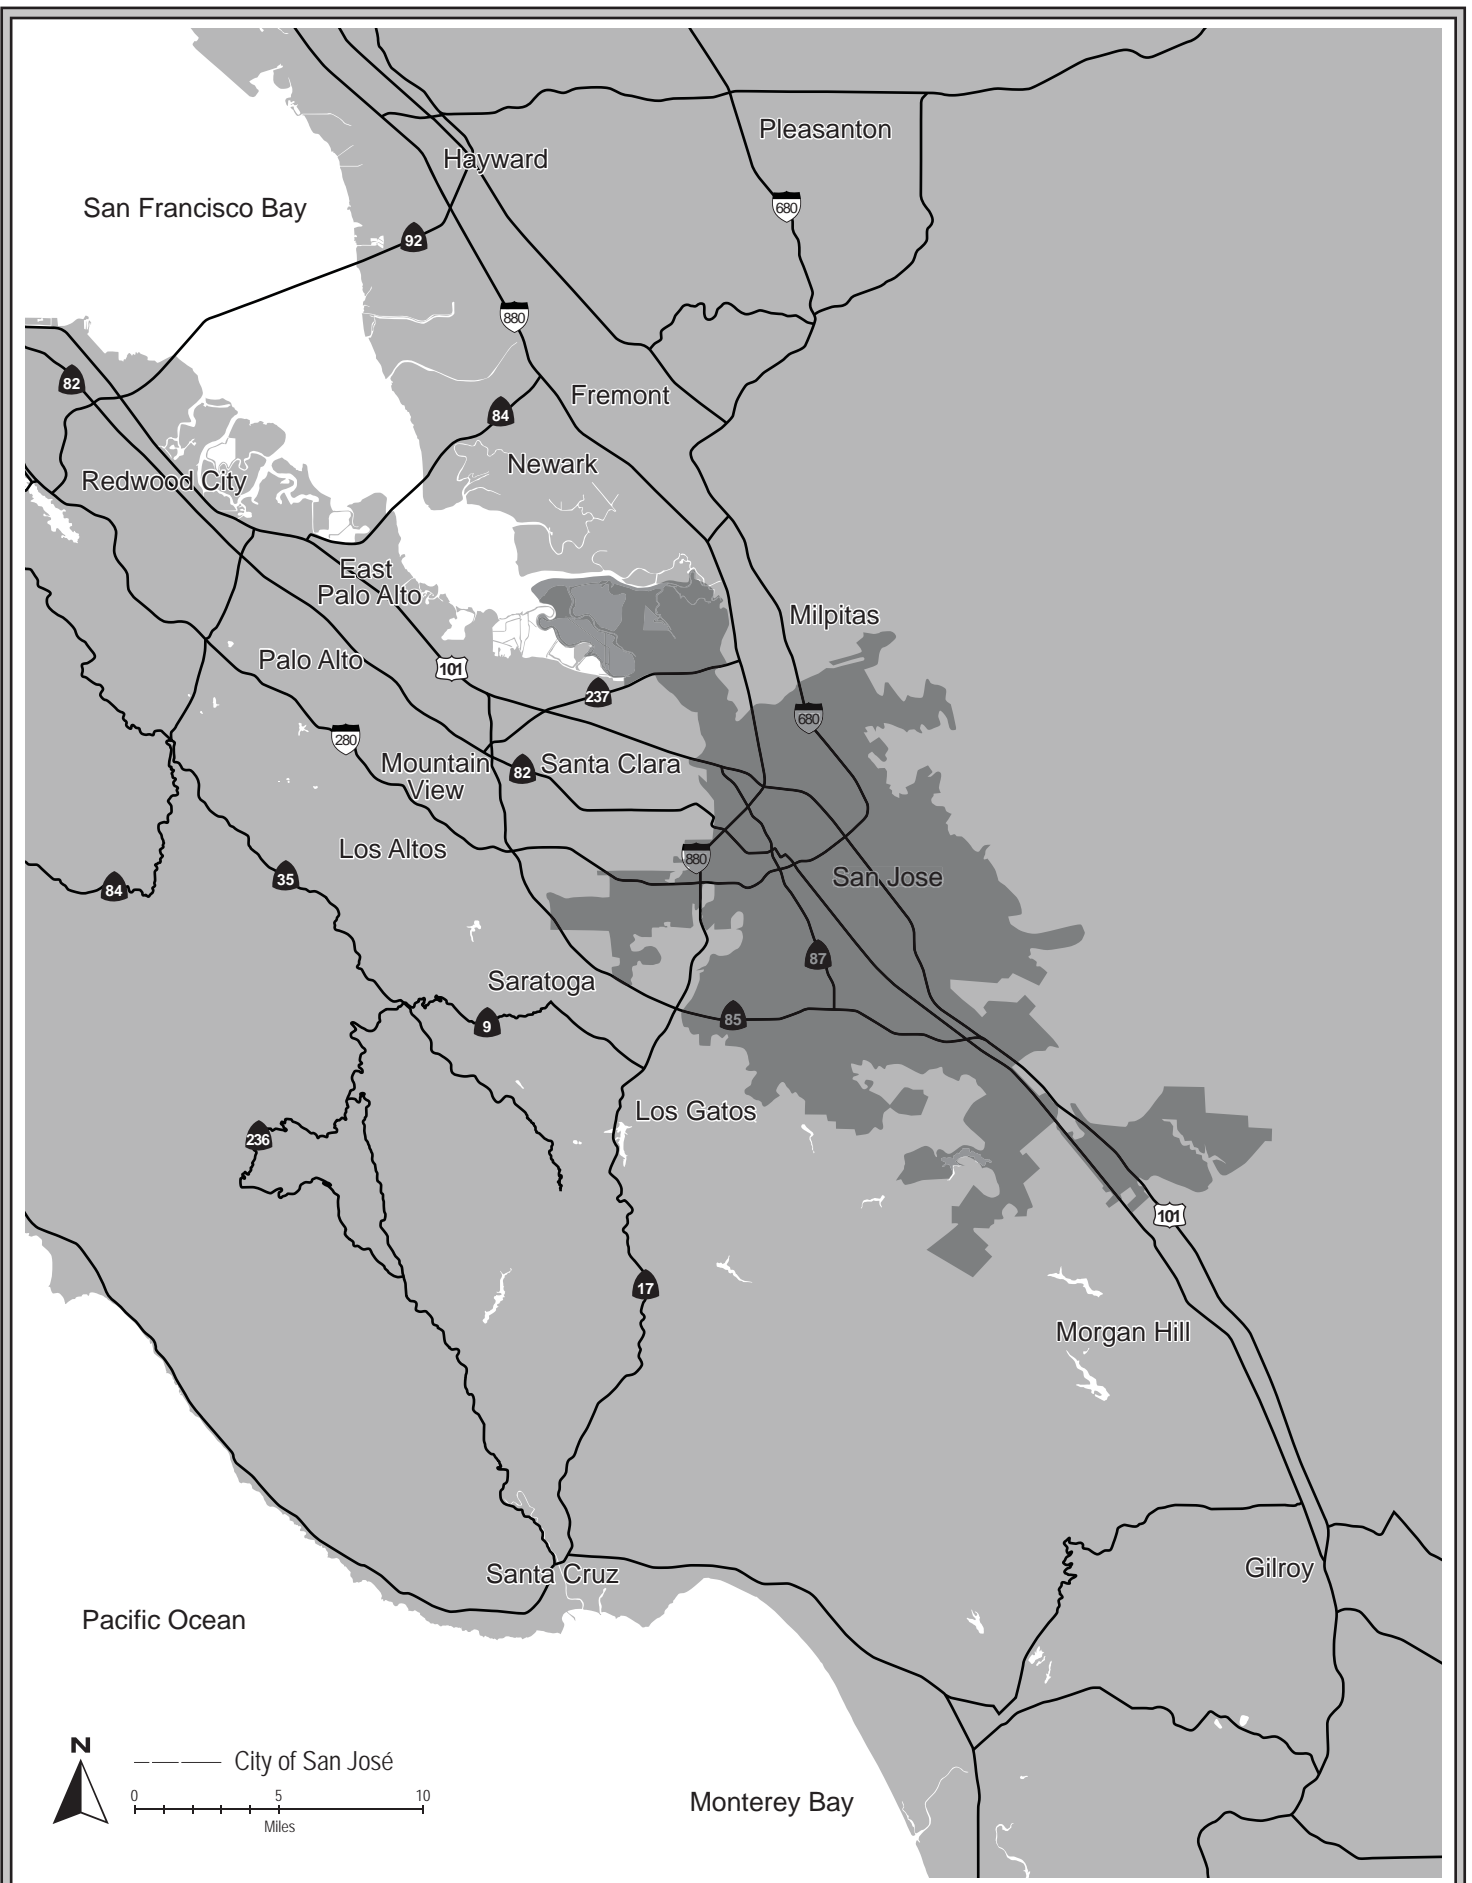 Pleasanton
Hayward
680
San Francisco Bay
92
880
82
Fremont
84
Newark
Redwood City
East
Palo Alto
Milpitas
Palo Alto
101
237
680
280
Mountain
View
82
Santa Clara
Los Altos
880
84
35
San Jose
87
Saratoga
9
85
Los Gatos
236
101
17
Morgan Hill
Santa Cruz
Gilroy
Pacific Ocean
N
City of San José
0 5 10
Miles
Monterey Bay